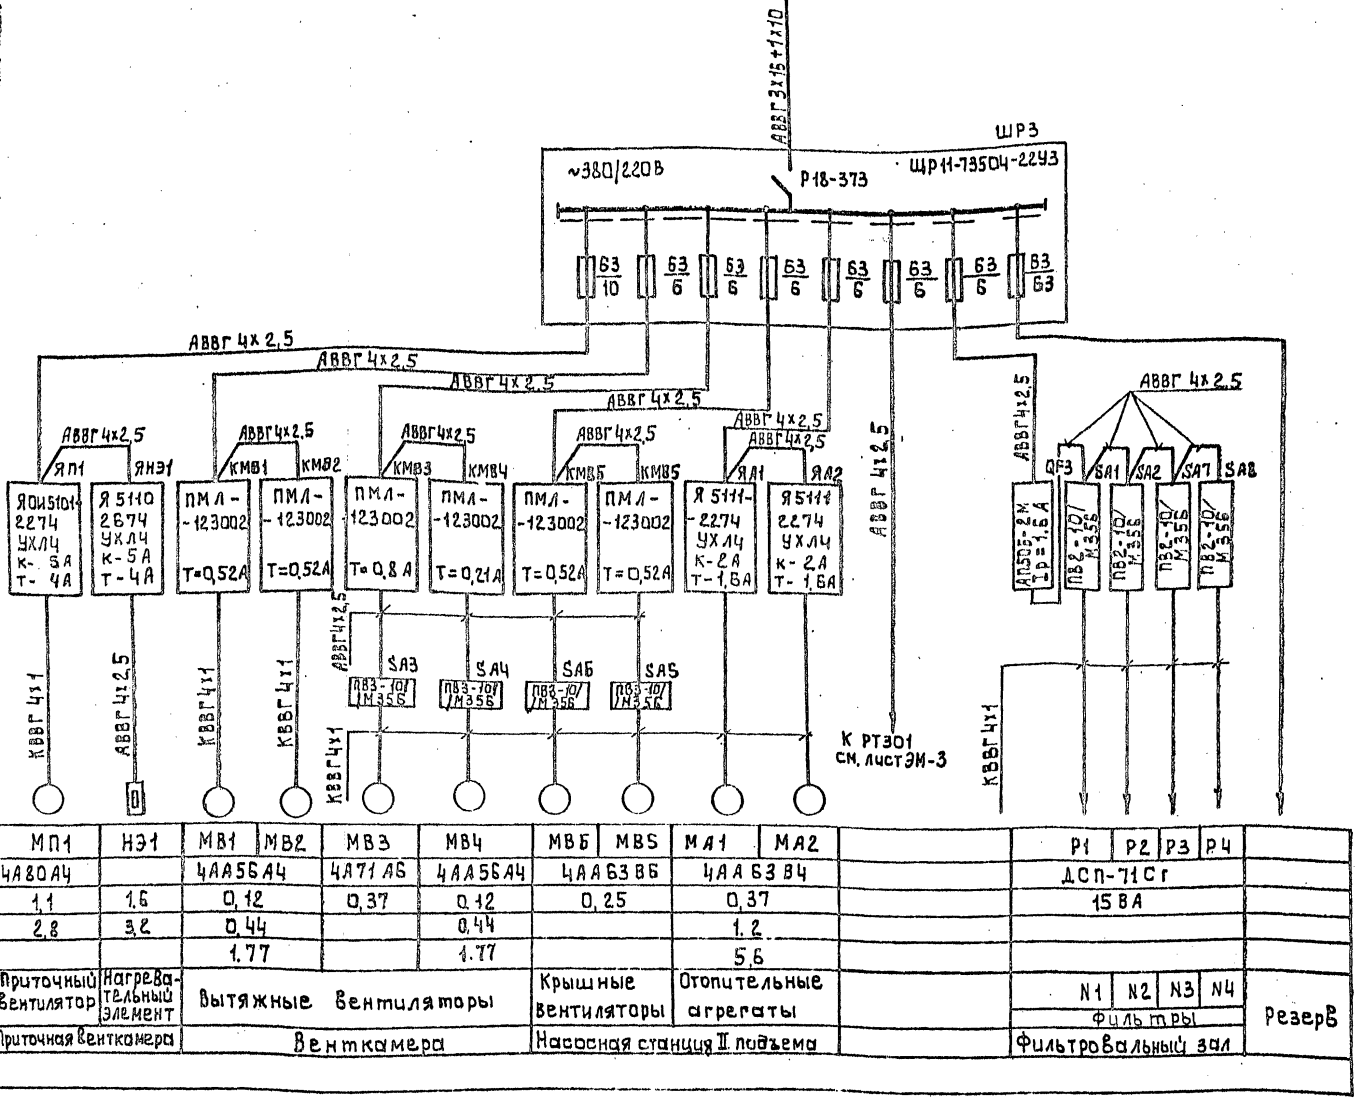 АВВГ 3х16+1х10
ШР3
~380/220В
Р18-373
ЩР11-73504-22У3
63/10
63/6
63/6
63/6
63/6
63/6
63/6
63/63
АВВГ 4х2,5
АВВГ 4х2,5
АВВГ 4х2,5
АВВГ 4х2,5
АВВГ 4х2,5
АВВГ 4х2,5
АВВГ 4х2,5
АВВГ 4х2,5
АВВГ 4х2,5
АВВГ 4х2,5
АВВГ 4х2,5
АВВГ 4х2,5
АВВГ 4х2,5
ЯП1
ЯНЭ1
КМВ1
КМВ2
КМВ3
КМВ4
КМВ6
КМВ5
ЯА1
ЯА2
QF3
SA1
SA2
SA7
SA8
ЯОИ5101-
2274
УХЛ4
К- 5А
Т- 4А
Я 5110
2674
УХЛ4
К-5А
Т-4А
ПМЛ-
-123002
Т=0,52А
ПМЛ-
-123002
Т=0,52А
ПМЛ-
123002
Т=0,8А
ПМЛ-
-123002
Т=0,21А
ПМЛ-
-123002
Т=0,52А
ПМЛ-
-123002
Т=0,52А
Я 5111-
-2274
УХЛ4
К-2А
Т-1,6А
Я 5111
2274
УХЛ4
К-2А
Т-1,6А
АП50Б-2М
Iр=1,6А
ПВ2-10/
М356
ПВ2-10/
М356
ПВ2-10/
М356
ПВ2-10/
М356
АВВГ 4х2,5
SA3
SA4
SA6
SA5
ПВ3-10/
/М356
ПВ3-10/
/М356
ПВ3-10/
/М356
ПВ3-10/
/М356
КВВГ 4х1
АВВГ 4х2,5
КВВГ 4х1
КВВГ 4х1
КВВГ 4х1
КВВГ 4х1
К РТ301
см. лист ЭМ-3
МП1 НЭ1 МВ1 МВ2 МВ3 МВ4 МВ6 МВ5 МА1 МА2 Р1 Р2 Р3 Р4
4А80А4 4АА56А4 4А71А6 4АА56А4 4АА63В6 4АА63В4 ДСП-71Сг
1,1 1,6 0,12 0,37 0.12 0,25 0,37 15 ВА
2,8 3,2 0,44 0,44 1.2
1.77 1.77 5,6
Приточный вентилятор
Нагрева-
тельный
элемент
Вытяжные вентиляторы
Крышные
вентиляторы
Отопительные
агрегаты
N1 N2 N3 N4
Фильтры
Резерв
Приточная венткамера
Венткамера
Насосная станция II подъема
Фильтровальный зал